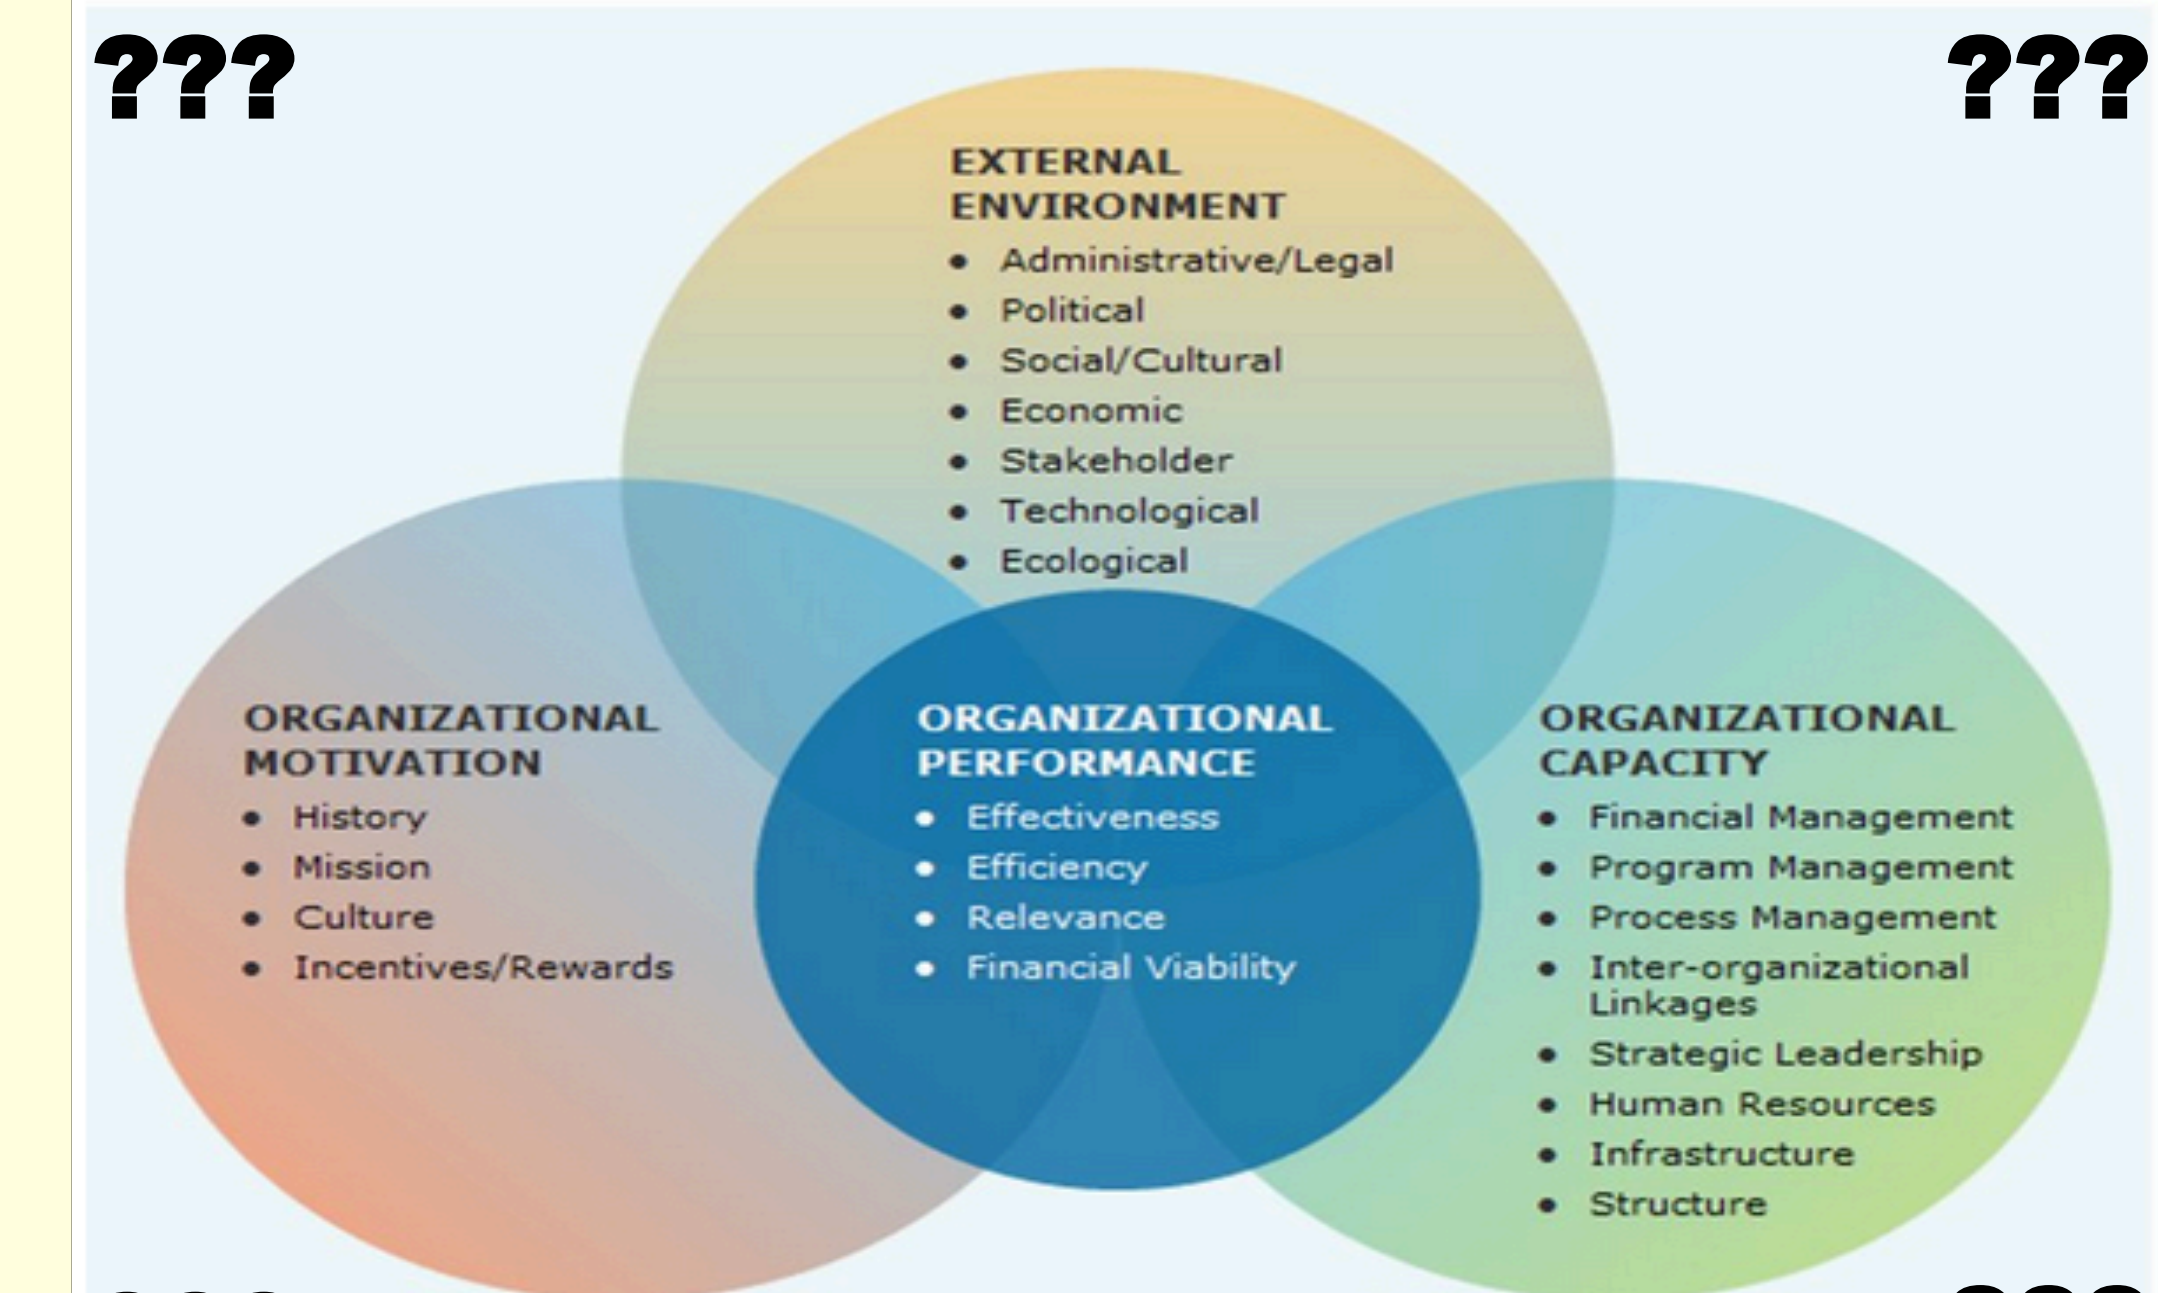 ???
???
EXTERNAL
ENVIRONMENT
• Administrative/Legal
• Political
• Social/Cultural
• Economic
• Stakeholder
• Technological
• Ecological
ORGANIZATIONAL
MOTIVATION
• History
• Mission
• Culture
• Incentives/Rewards
ORGANIZATIONAL
PERFORMANCE
• Effectiveness
• Efficiency
• Relevance
• Financial Viability
ORGANIZATIONAL
CAPACITY
• Financial Management
• Program Management
• Process Management
• Inter-organizational
Linkages
• Strategic Leadership
• Human Resources
• Infrastructure
• Structure